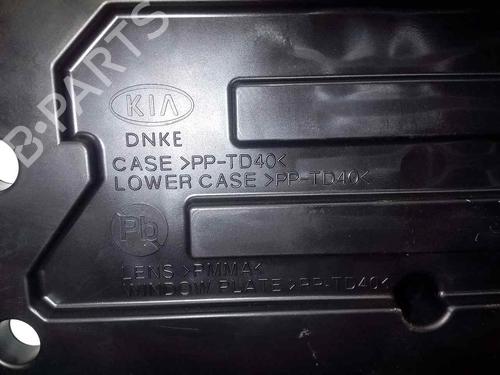 B-PARTS
KIA
DNKE
CASE >PP-TD40<
LOWER CASE >PP-TD40<
Pb
LENS >PMMA<
WINDOW PLATE >PP-TD40<